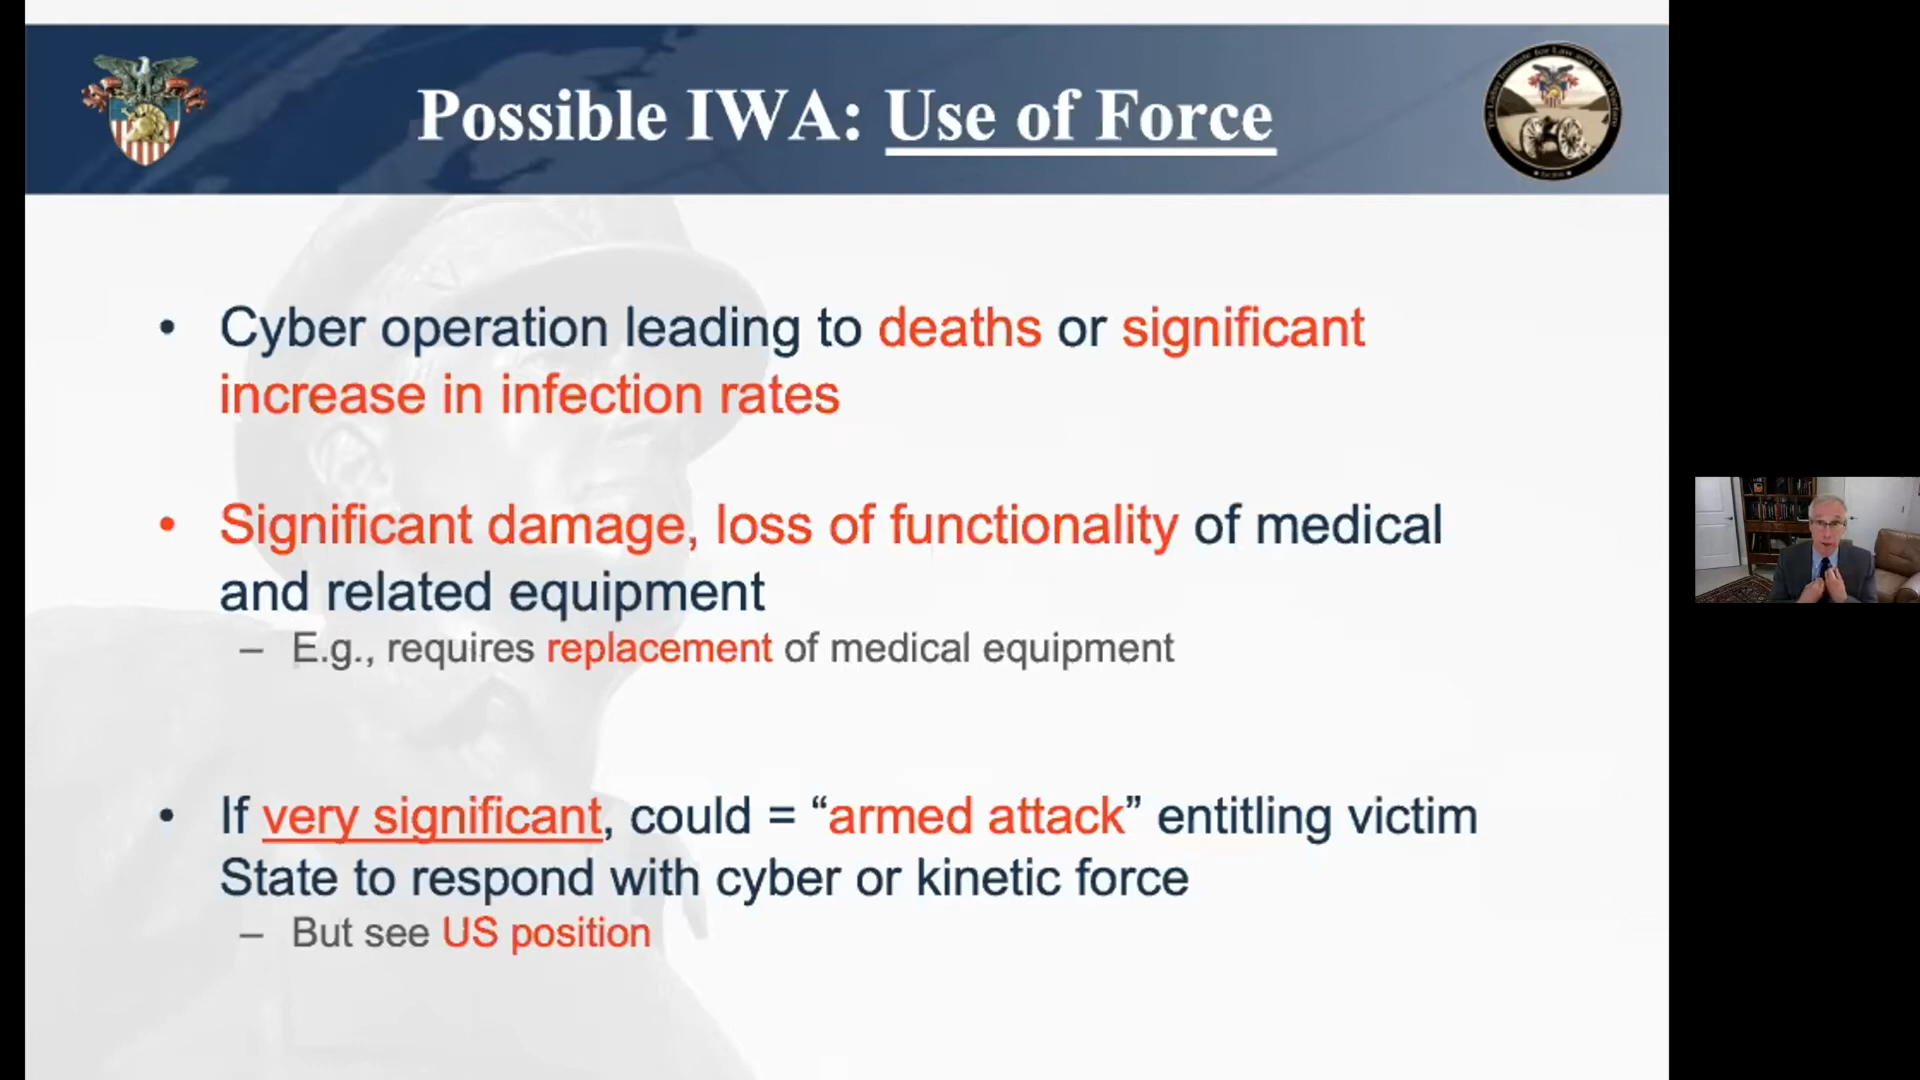 Possible IWA: Use of Force
• Cyber operation leading to deaths or significant
increase in infection rates
• Significant damage, loss of functionality of medical
and related equipment
– E.g., requires replacement of medical equipment
• If very significant, could = “armed attack” entitling victim
State to respond with cyber or kinetic force
– But see US position